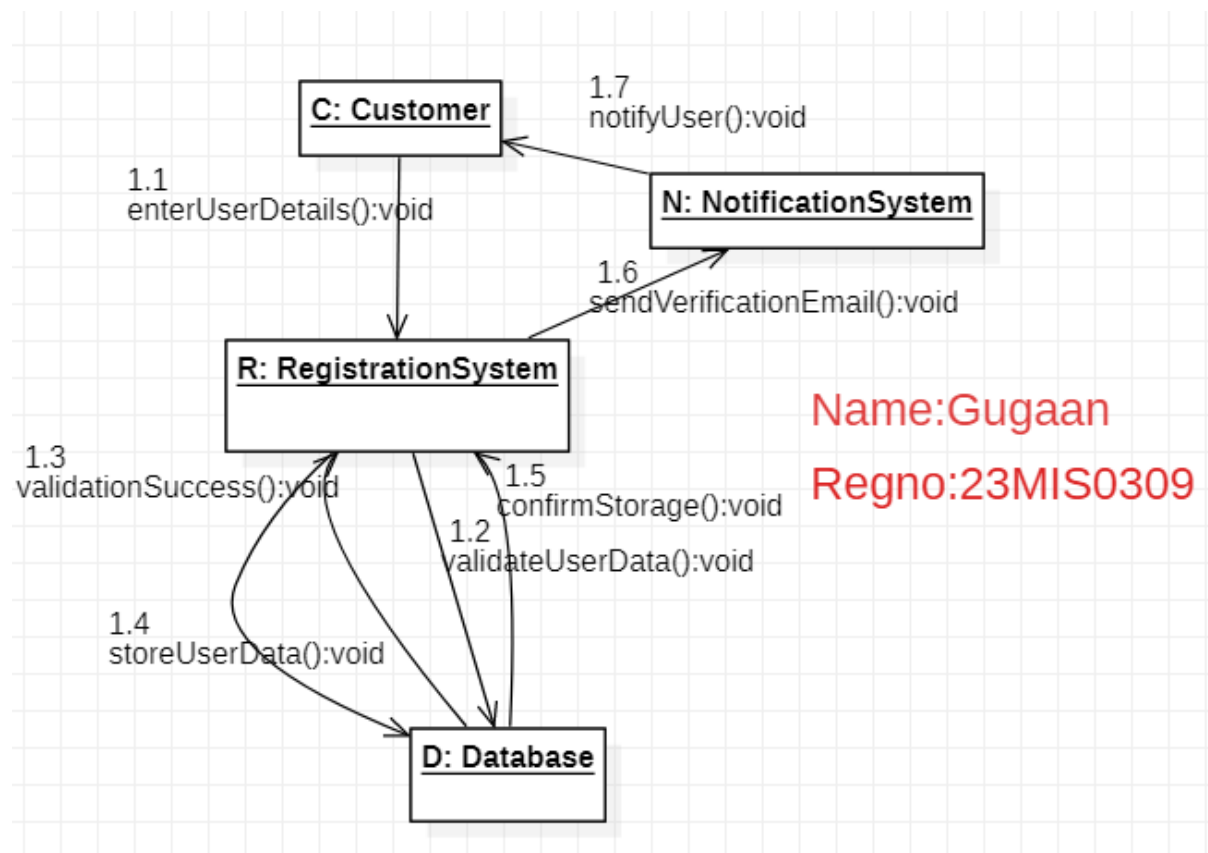 C: Customer
1.7
notifyUser():void
1.1
enterUserDetails():void
N: NotificationSystem
1.6
sendVerificationEmail():void
R: RegistrationSystem
Name:Gugaan
Regno:23MIS0309
1.3
validationSuccess():void
1.5
confirmStorage():void
1.2
validateUserData():void
1.4
storeUserData():void
D: Database